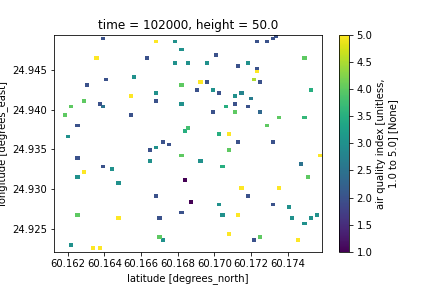 time = 102000, height = 50.0
longitude [degrees_east]
24.945
24.940
24.935
24.930
24.925
60.162 60.164 60.166 60.168 60.170 60.172 60.174
latitude [degrees_north]
5.0
4.5
4.0
3.5
3.0
2.5
2.0
1.5
1.0
air quality index [unitless,
1.0 to 5.0] [None]